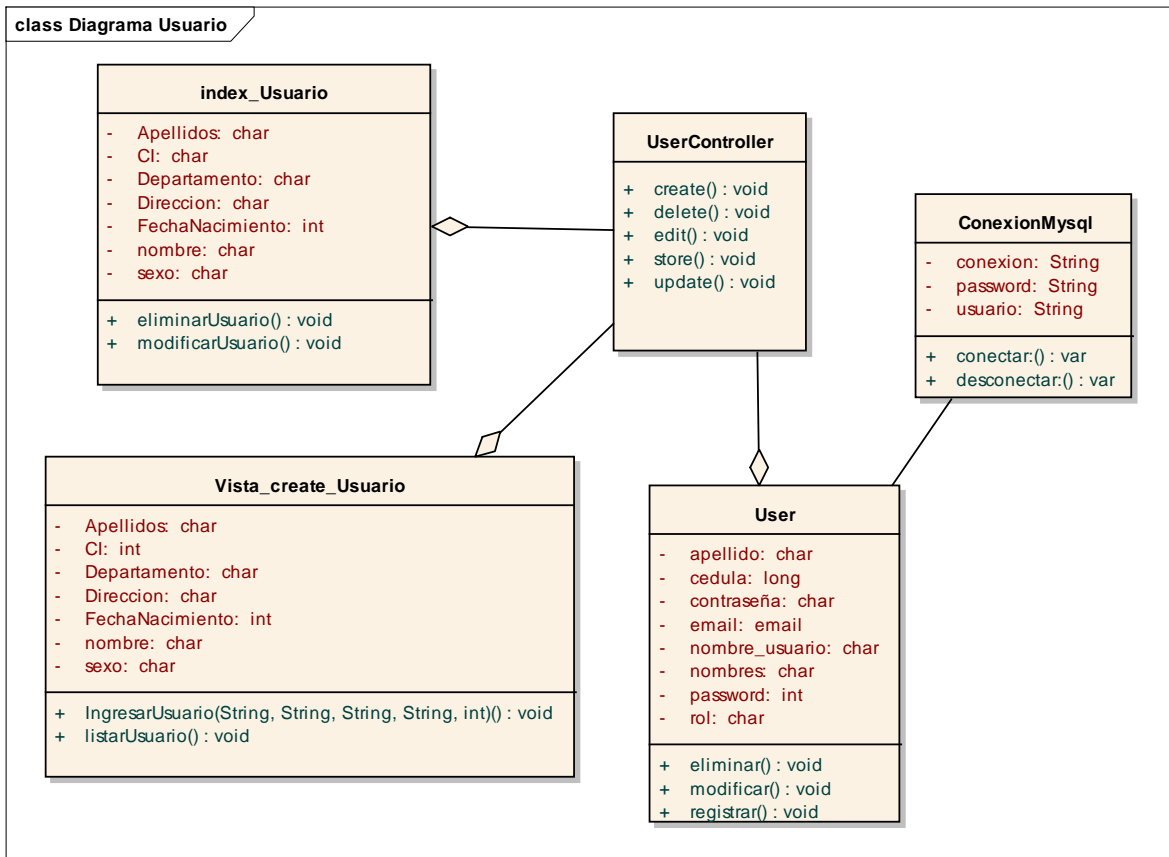 class Diagrama Usuario
index_Usuario
- Apellidos: char
- CI: char
- Departamento: char
- Direccion: char
- FechaNacimiento: int
- nombre: char
- sexo: char
+ eliminarUsuario() : void
+ modificarUsuario() : void
UserController
+ create() : void
+ delete() : void
+ edit() : void
+ store() : void
+ update() : void
ConexionMysql
- conexion: String
- password: String
- usuario: String
+ conectar:() : var
+ desconectar:() : var
Vista_create_Usuario
- Apellidos: char
- CI: int
- Departamento: char
- Direccion: char
- FechaNacimiento: int
- nombre: char
- sexo: char
+ IngresarUsuario(String, String, String, String, int)() : void
+ listarUsuario() : void
User
- apellido: char
- cedula: long
- contraseña: char
- email: email
- nombre_usuario: char
- nombres: char
- password: int
- rol: char
+ eliminar() : void
+ modificar() : void
+ registrar() : void